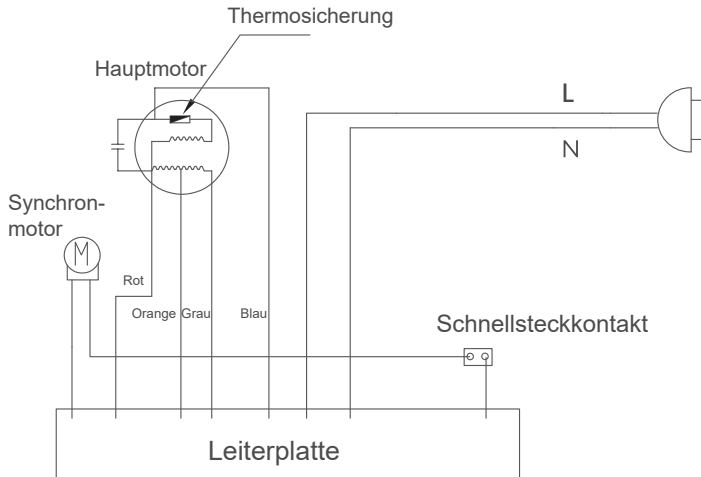 Thermosicherung
Hauptmotor
L
N
Synchron-
motor
M
Rot
Orange Grau Blau
Schnellsteckkontakt
Leiterplatte